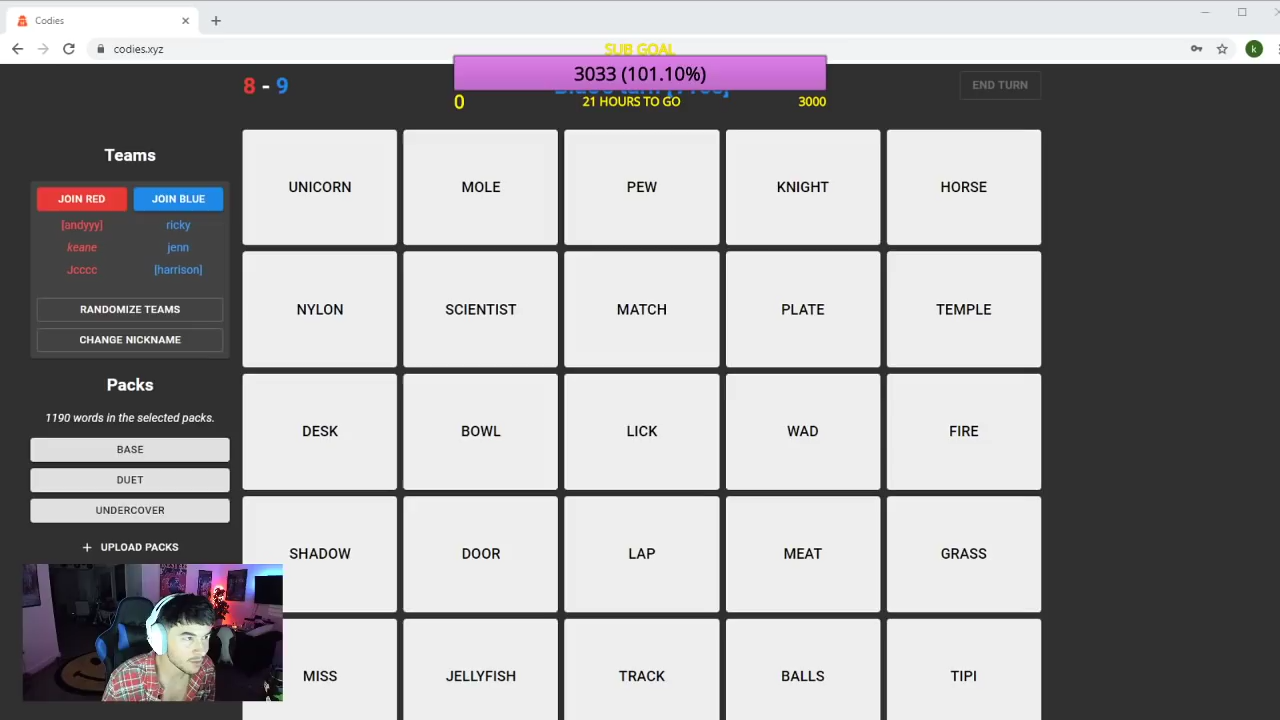 Codies
codies.xyz
k
SUB GOAL
3033 (101.10%)
0
21 HOURS TO GO
3000
8 - 9
END TURN
Teams
JOIN RED
JOIN BLUE
[andyyy]
ricky
keane
jenn
Jcccc
[harrison]
RANDOMIZE TEAMS
CHANGE NICKNAME
Packs
1190 words in the selected packs.
BASE
DUET
UNDERCOVER
+ UPLOAD PACKS
UNICORN
MOLE
PEW
KNIGHT
HORSE
NYLON
SCIENTIST
MATCH
PLATE
TEMPLE
DESK
BOWL
LICK
WAD
FIRE
SHADOW
DOOR
LAP
MEAT
GRASS
MISS
JELLYFISH
TRACK
BALLS
TIPI